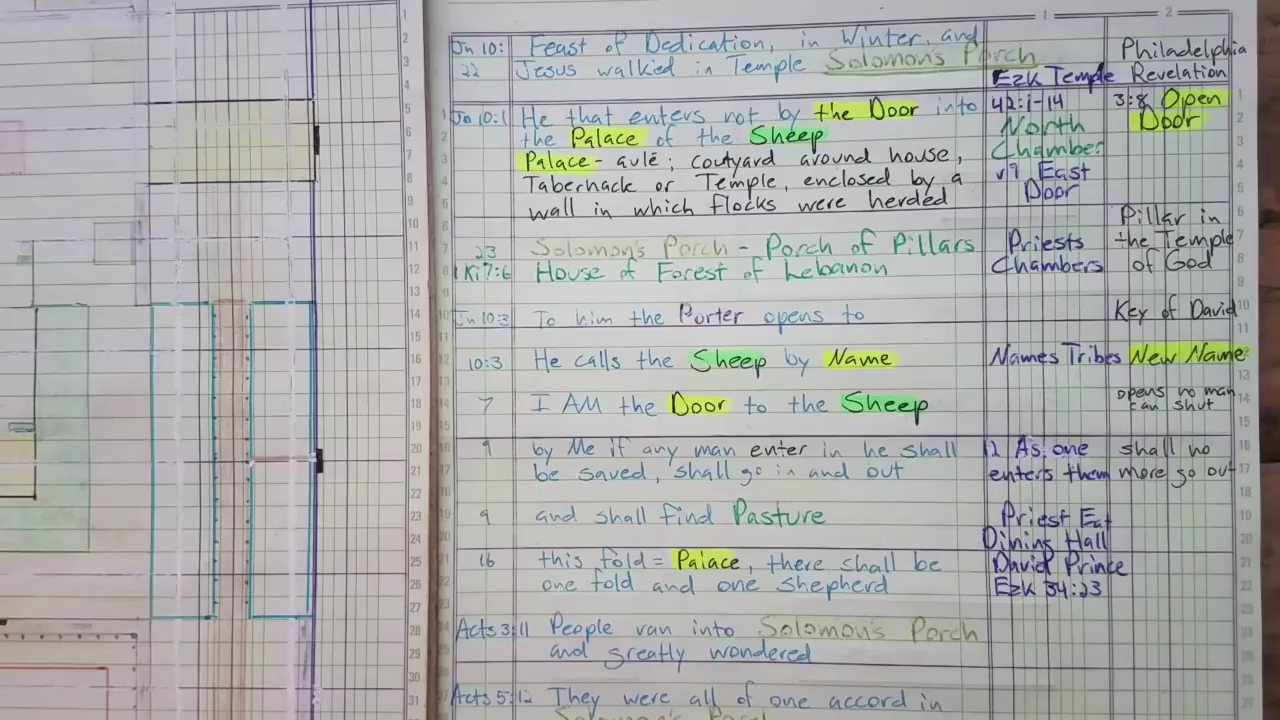 1 2
Jn 10: Feast of Dedication, in Winter, and Philadelphia
22 Jesus walkied in Temple Solomon's Porch Ezk Temple Revelation
Jn 10:1 He that enters not by the Door into 42:1-14 3:8 Open
the Palace of the Sheep North Door
Palace - aulé; coutyard around house, Chamber
Tabernack or Temple, enclosed by a v9 East
wall in which flocks were herded Door
Pillar in
23 Solomon's Porch - Porch of Pillars Priests the Temple
1 Ki 7:6 House of Forest of Lebanon Chambers of God
Jn 10:3 To him the Porter opens to Key of David
10:3 He calls the Sheep by Name Names Tribes New Name
7 I AM the Door to the Sheep opens no man can shut
9 by Me if any man enter in he shall 12 As one shall no
be saved, shall go in and out enters them more go out
9 and shall find Pasture Priest Eat
Dining Hall
16 this fold = Palace, there shall be David Prince
one fold and one shepherd Ezk 34:23
Acts 3:11 People ran into Solomon's Porch
and greatly wondered
Acts 5:12 They were all of one accord in
Solomon's